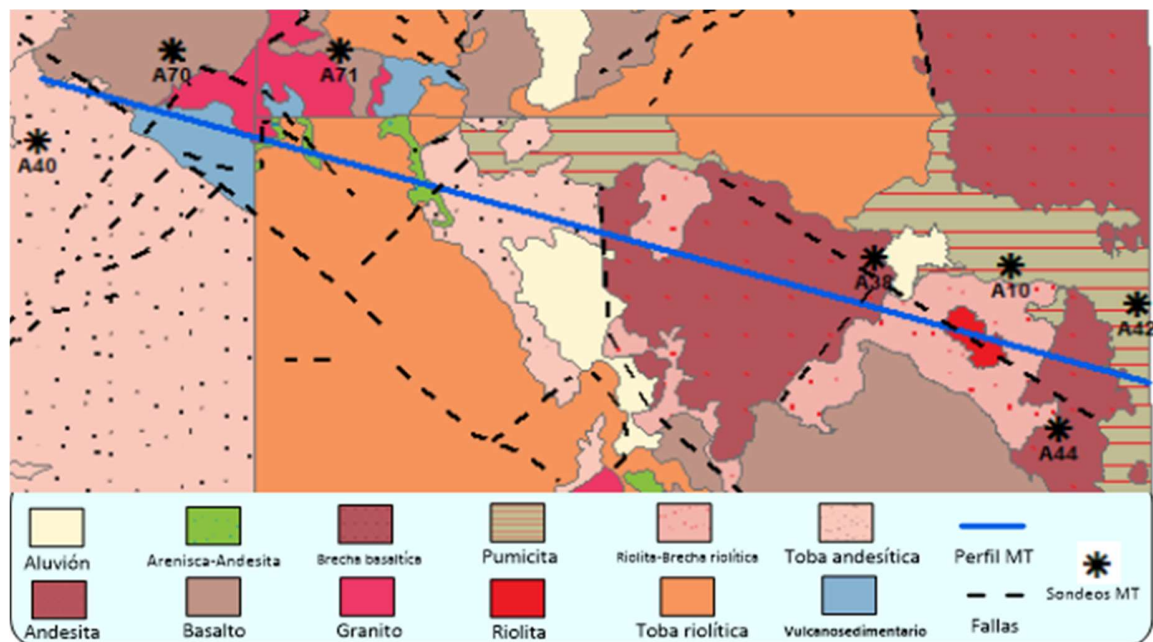 A70
A71
A40
A38
A10
A42
A44
Aluvión
Arenisca-Andesita
Brecha basaltíca
Pumicita
Riolita-Brecha riolítica
Toba andesítica
Perfil MT
Sondeos MT
Andesita
Basalto
Granito
Riolita
Toba riolítica
Vulcanosedimentario
Fallas